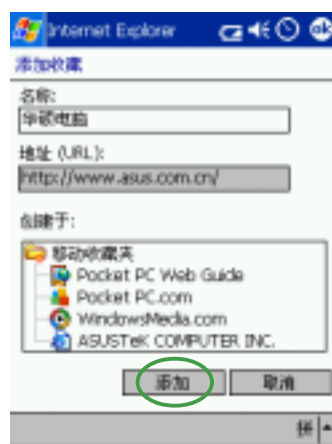 Internet Explorer
ok
添加收藏
名称:
华硕电脑
地址 (URL):
http://www.asus.com.cn/
创建于:
移动收藏夹
Pocket PC Web Guide
Pocket PC.com
WindowsMedia.com
ASUSTeK COMPUTER INC.
添加 取消
拼